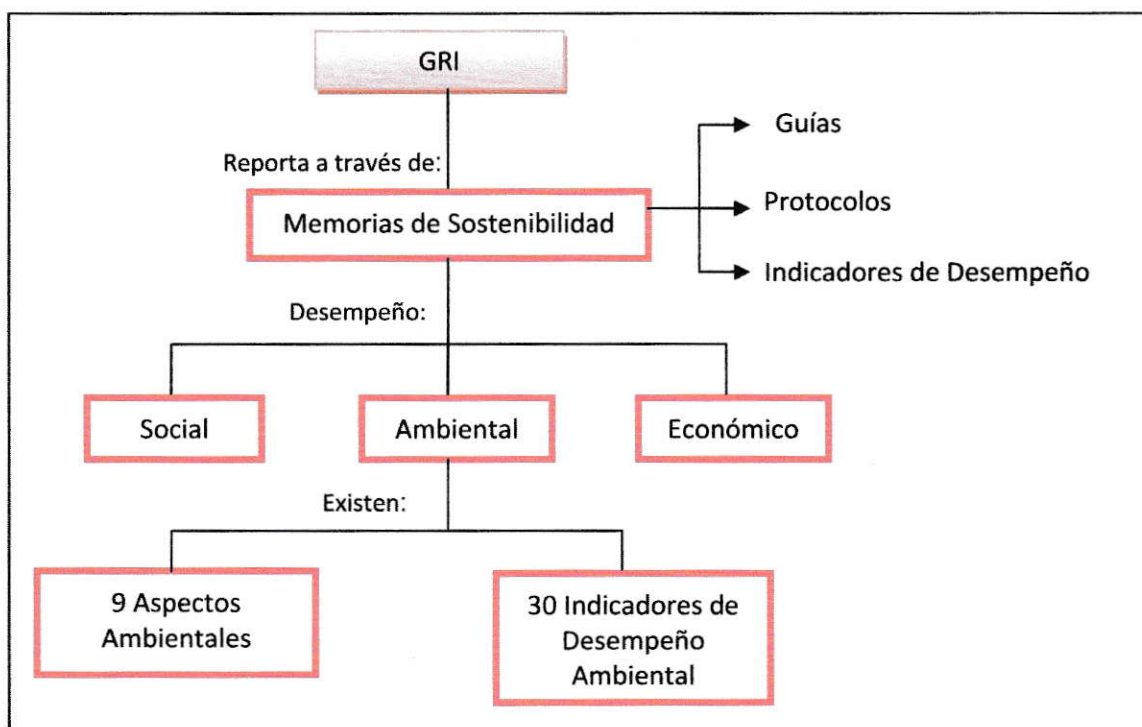 GRI
Reporta a través de:
Memorias de Sostenibilidad
Guías
Protocolos
Indicadores de Desempeño
Desempeño:
Social
Ambiental
Económico
Existen:
9 Aspectos
Ambientales
30 Indicadores de
Desempeño
Ambiental